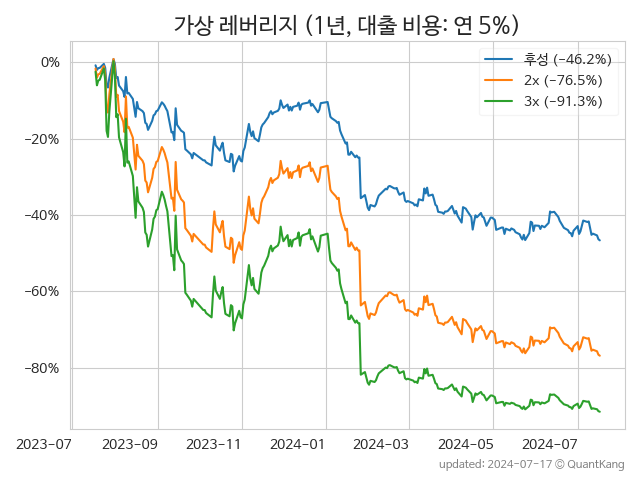 가상 레버리지 (1년, 대출 비용: 연 5%)
후성 (−46.2%)
2x (−76.5%)
3x (−91.3%)
0%
−20%
−40%
−60%
−80%
2023−07 2023−09 2023−11 2024−01 2024−03 2024−05 2024−07
updated: 2024−07−17 © QuantKang